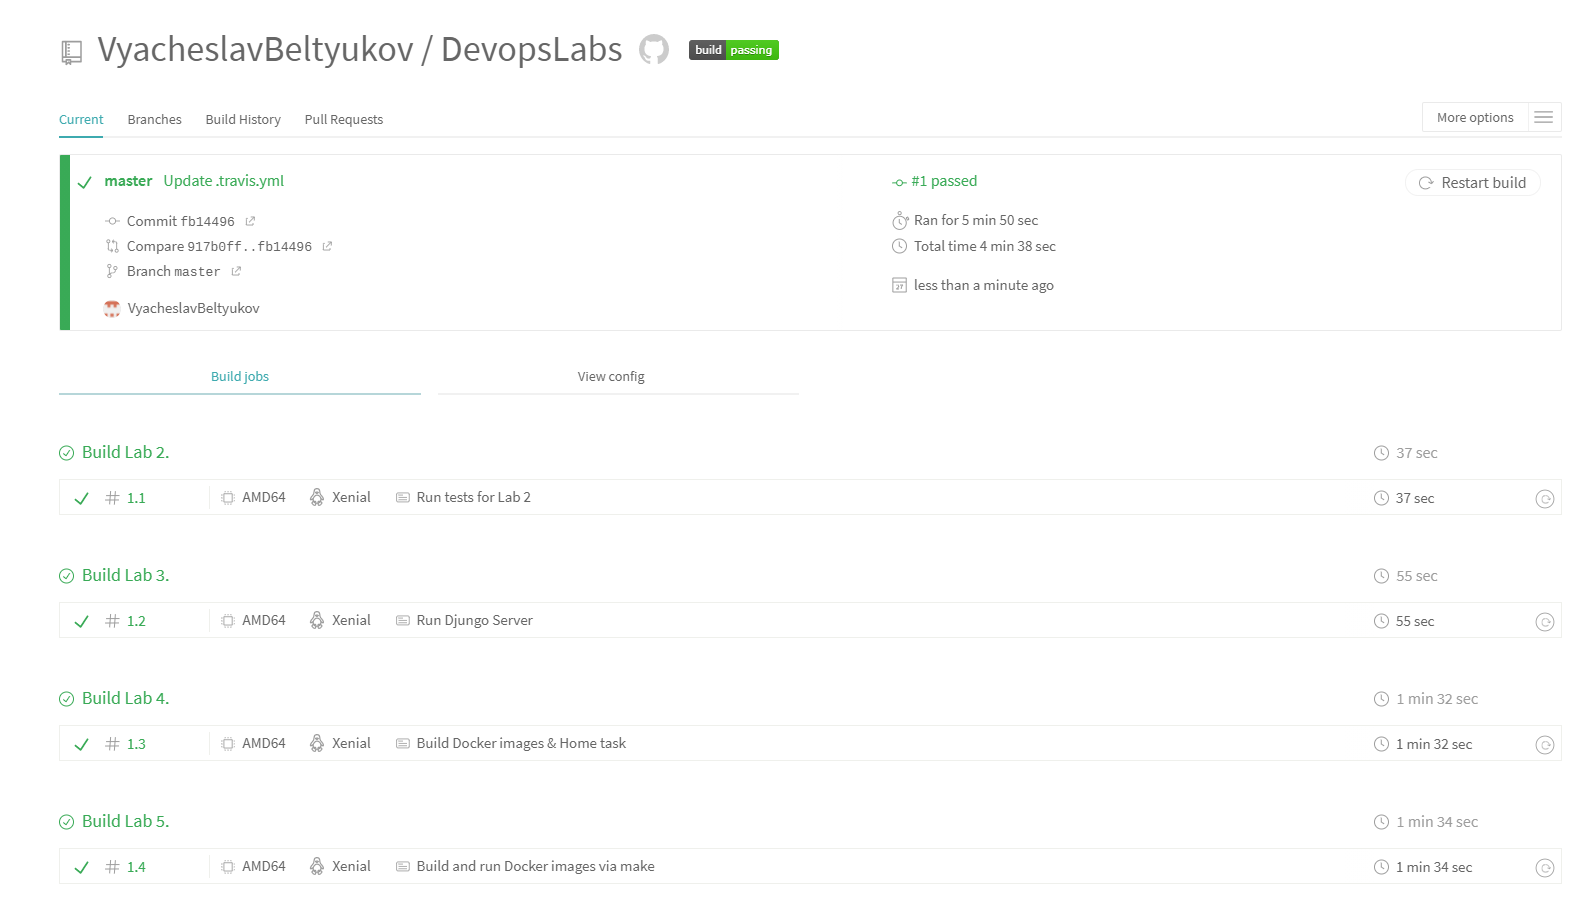 VyacheslavBeltyukov / DevopsLabs build passing
Current Branches Build History Pull Requests More options
master Update .travis.yml #1 passed Restart build
Commit fb14496 Ran for 5 min 50 sec
Compare 917b0ff..fb14496 Total time 4 min 38 sec
Branch master
27 less than a minute ago
VyacheslavBeltyukov
Build jobs View config
Build Lab 2. 37 sec
# 1.1 AMD64 Xenial Run tests for Lab 2 37 sec
Build Lab 3. 55 sec
# 1.2 AMD64 Xenial Run Djungo Server 55 sec
Build Lab 4. 1 min 32 sec
# 1.3 AMD64 Xenial Build Docker images & Home task 1 min 32 sec
Build Lab 5. 1 min 34 sec
# 1.4 AMD64 Xenial Build and run Docker images via make 1 min 34 sec